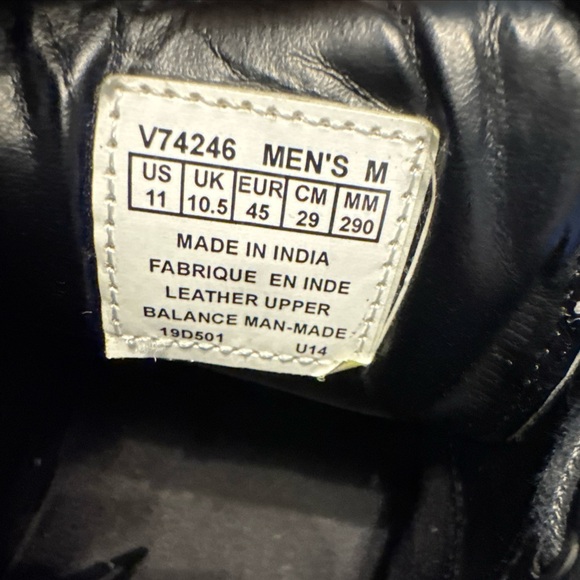 V74246 MEN'S M
US UK EUR CM MM
11 10.5 45 29 290
MADE IN INDIA
FABRIQUE EN INDE
LEATHER UPPER
BALANCE MAN-MADE
19D501 U14